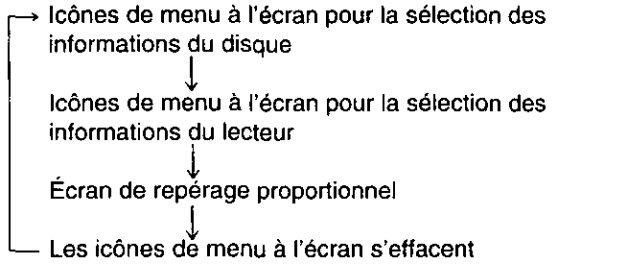 Icônes de menu à l'écran pour la sélection des
informations du disque
Icônes de menu à l'écran pour la sélection des
informations du lecteur
Écran de repérage proportionnel
Les icônes de menu à l'écran s'effacent